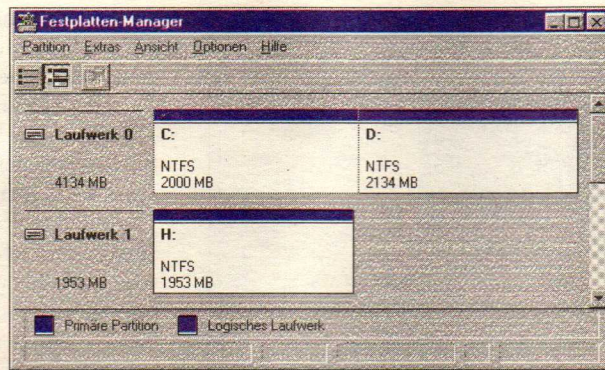 Festplatten-Manager
Partition Extras Ansicht Optionen Hilfe
Laufwerk 0
4134 MB
C:
NTFS
2000 MB
D:
NTFS
2134 MB
Laufwerk 1
1953 MB
H:
NTFS
1953 MB
Primäre Partition Logisches Laufwerk